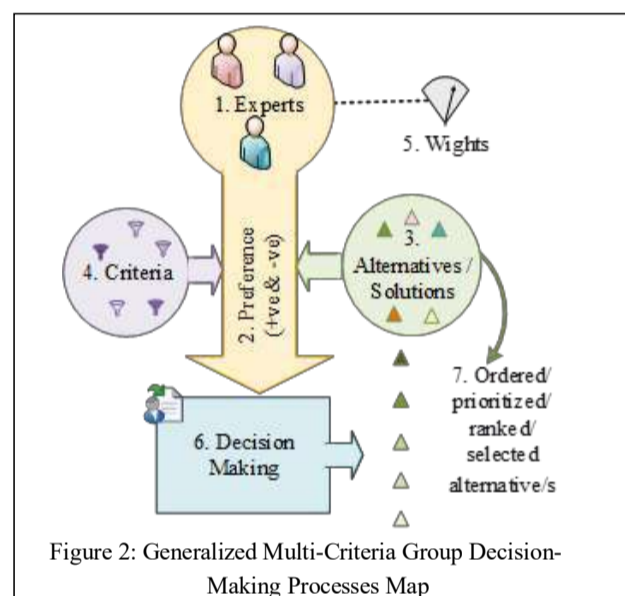 1. Experts
5. Wights
2. Preference
(+ve & -ve)
3.
Alternatives /
Solutions
4. Criteria
7. Ordered/
prioritized/
ranked/
selected
alternative/s
6. Decision
Making
Figure 2: Generalized Multi-Criteria Group Decision-
Making Processes Map